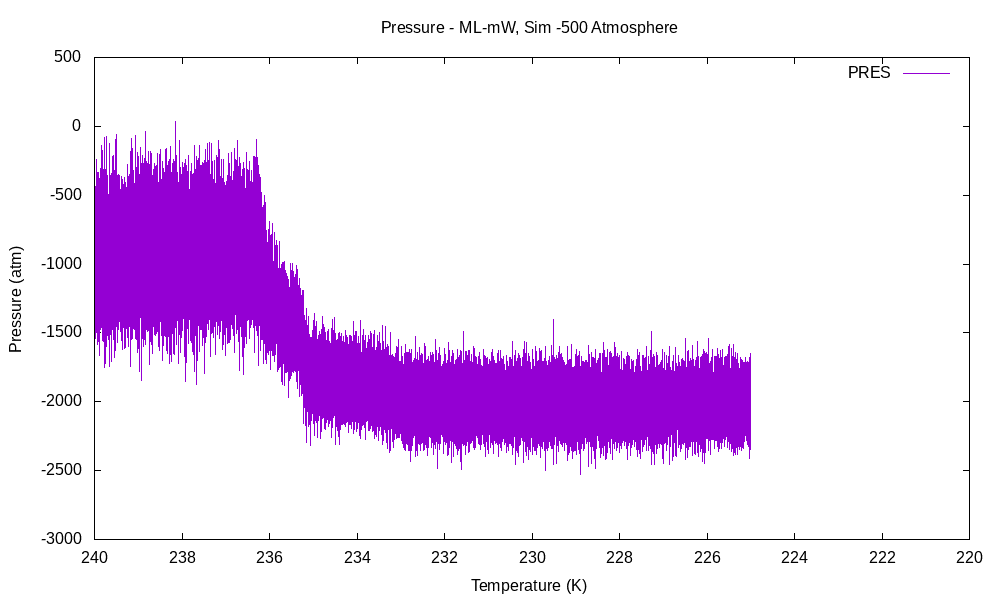 Pressure - ML-mW, Sim -500 Atmosphere
PRES
500
0
-500
-1000
-1500
-2000
-2500
-3000
Pressure (atm)
240 238 236 234 232 230 228 226 224 222 220
Temperature (K)